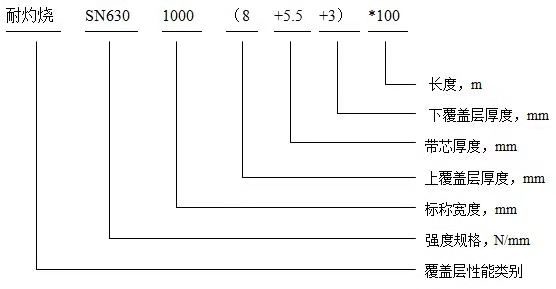 耐灼烧 SN630 1000 (8 +5.5 +3) *100
长度，m
下覆盖层厚度，mm
带芯厚度，mm
上覆盖层厚度，mm
标称宽度，mm
强度规格，N/mm
覆盖层性能类别